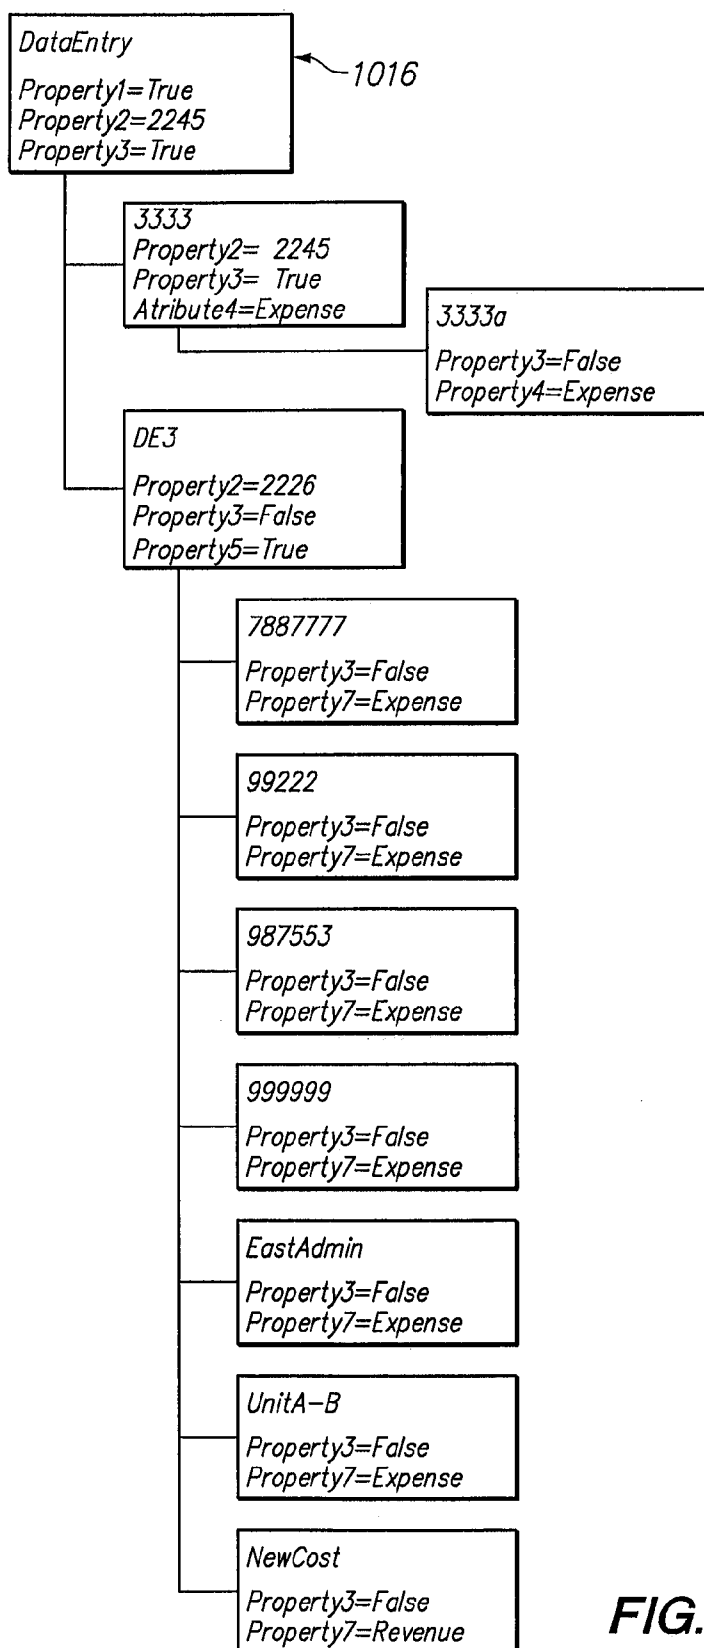 DataEntry
Property1=True
Property2=2245
Property3=True
1016
3333
Property2= 2245
Property3= True
Atribute4=Expense
3333a
Property3=False
Property4=Expense
DE3
Property2=2226
Property3=False
Property5=True
7887777
Property3=False
Property7=Expense
99222
Property3=False
Property7=Expense
987553
Property3=False
Property7=Expense
999999
Property3=False
Property7=Expense
EastAdmin
Property3=False
Property7=Expense
UnitA-B
Property3=False
Property7=Expense
NewCost
Property3=False
Property7=Revenue
FIG.